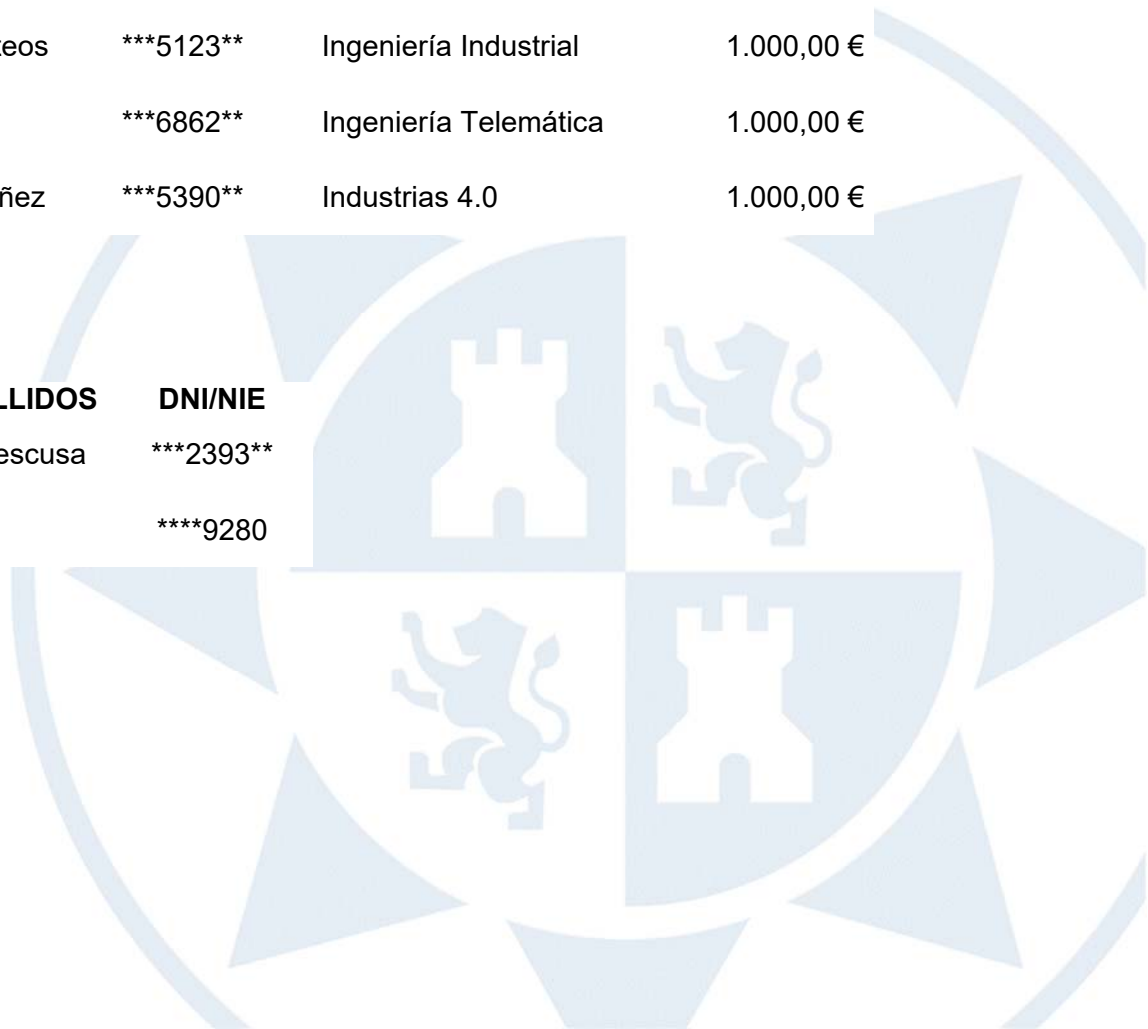 teos ***5123** Ingeniería Industrial 1.000,00 €
***6862** Ingeniería Telemática 1.000,00 €
ñez ***5390** Industrias 4.0 1.000,00 €
LLIDOS DNI/NIE
escusa ***2393**
****9280